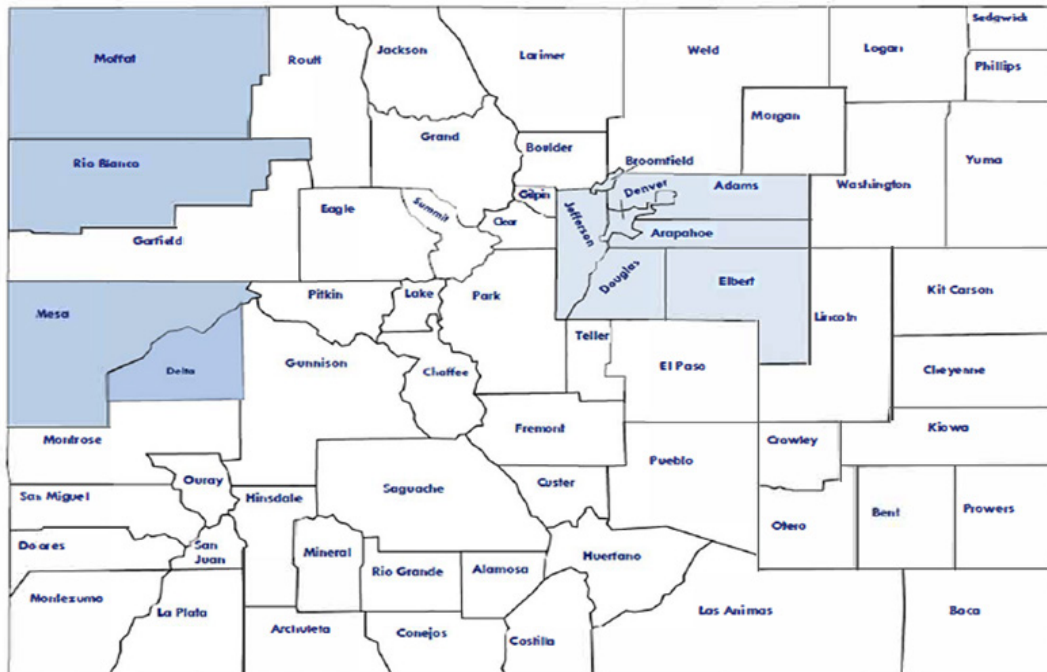 Sedgwick
Moffat
Routt
Jackson
Larimer
Weld
Logan
Phillips
Morgan
Grand
Boulder
Rio Blanco
Broomfield
Yuma
Washington
Denver
Adams
Gilpin
Eagle
Summit
Clear
Jefferson
Arapahoe
Garfield
Douglas
Elbert
Kit Carson
Pitkin
Lake
Park
Mesa
Lincoln
Teller
Gunnison
El Paso
Delta
Chaffee
Cheyenne
Fremont
Kiowa
Montrose
Crowley
Pueblo
Ouray
Saguache
Custer
San Miguel
Hinsdale
Otero
Bent
Prowers
Dolores
San
Juan
Mineral
Huerfano
Rio Grande
Alamosa
Montezuma
La Plata
Las Animas
Baca
Archuleta
Conejos
Costilla